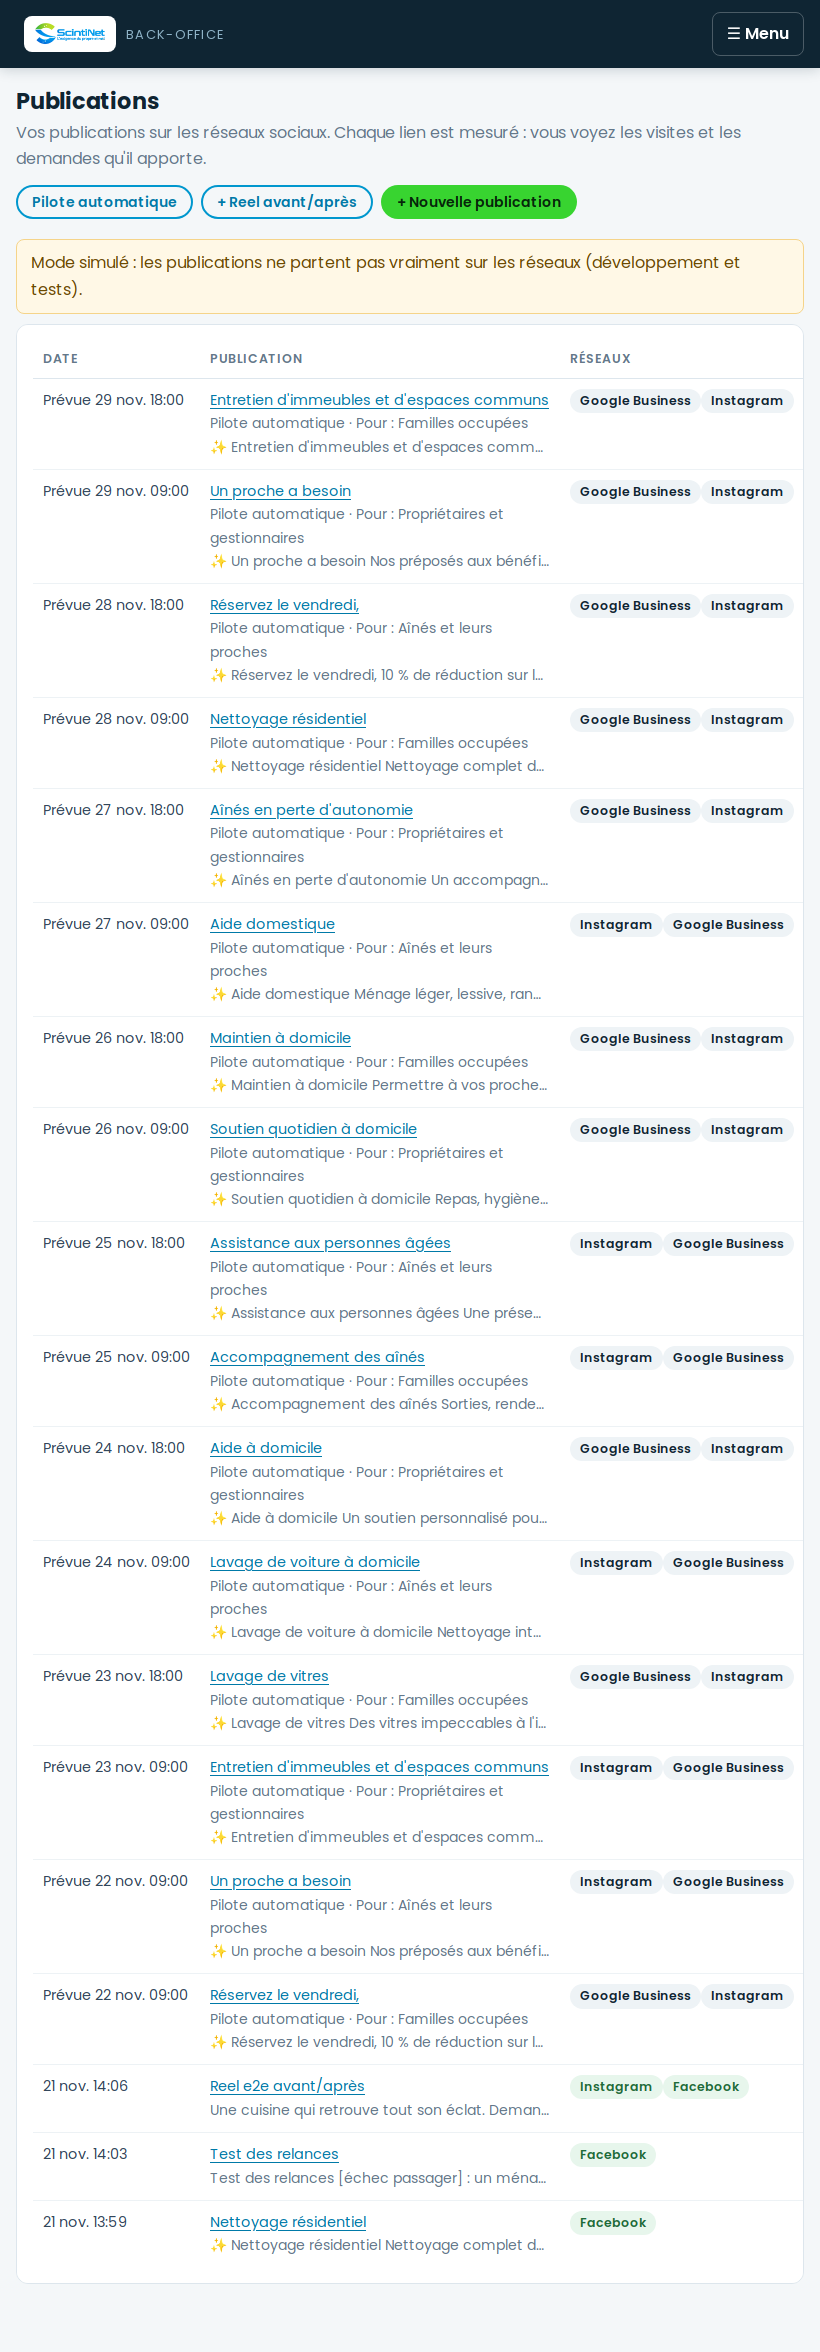 ScintiNet
BACK-OFFICE
☰ Menu
Publications
Vos publications sur les réseaux sociaux. Chaque lien est mesuré : vous voyez les visites et les
demandes qu'il apporte.
Pilote automatique
+ Reel avant/après
+ Nouvelle publication
Mode simulé : les publications ne partent pas vraiment sur les réseaux (développement et
tests).
DATE PUBLICATION RÉSEAUX
Prévue 29 nov. 18:00 Entretien d'immeubles et d'espaces communs Google Business Instagram
Pilote automatique · Pour : Familles occupées
✨ Entretien d'immeubles et d'espaces comm…
Prévue 29 nov. 09:00 Un proche a besoin Google Business Instagram
Pilote automatique · Pour : Propriétaires et
gestionnaires
✨ Un proche a besoin Nos préposés aux bénéfi…
Prévue 28 nov. 18:00 Réservez le vendredi, Google Business Instagram
Pilote automatique · Pour : Aînés et leurs
proches
✨ Réservez le vendredi, 10 % de réduction sur l…
Prévue 28 nov. 09:00 Nettoyage résidentiel Google Business Instagram
Pilote automatique · Pour : Familles occupées
✨ Nettoyage résidentiel Nettoyage complet d…
Prévue 27 nov. 18:00 Aînés en perte d'autonomie Google Business Instagram
Pilote automatique · Pour : Propriétaires et
gestionnaires
✨ Aînés en perte d'autonomie Un accompagn…
Prévue 27 nov. 09:00 Aide domestique Instagram Google Business
Pilote automatique · Pour : Aînés et leurs
proches
✨ Aide domestique Ménage léger, lessive, ran…
Prévue 26 nov. 18:00 Maintien à domicile Google Business Instagram
Pilote automatique · Pour : Familles occupées
✨ Maintien à domicile Permettre à vos proche…
Prévue 26 nov. 09:00 Soutien quotidien à domicile Google Business Instagram
Pilote automatique · Pour : Propriétaires et
gestionnaires
✨ Soutien quotidien à domicile Repas, hygiène…
Prévue 25 nov. 18:00 Assistance aux personnes âgées Instagram Google Business
Pilote automatique · Pour : Aînés et leurs
proches
✨ Assistance aux personnes âgées Une prése…
Prévue 25 nov. 09:00 Accompagnement des aînés Instagram Google Business
Pilote automatique · Pour : Familles occupées
✨ Accompagnement des aînés Sorties, rende…
Prévue 24 nov. 18:00 Aide à domicile Google Business Instagram
Pilote automatique · Pour : Propriétaires et
gestionnaires
✨ Aide à domicile Un soutien personnalisé pou…
Prévue 24 nov. 09:00 Lavage de voiture à domicile Instagram Google Business
Pilote automatique · Pour : Aînés et leurs
proches
✨ Lavage de voiture à domicile Nettoyage int…
Prévue 23 nov. 18:00 Lavage de vitres Google Business Instagram
Pilote automatique · Pour : Familles occupées
✨ Lavage de vitres Des vitres impeccables à l'i…
Prévue 23 nov. 09:00 Entretien d'immeubles et d'espaces communs Instagram Google Business
Pilote automatique · Pour : Propriétaires et
gestionnaires
✨ Entretien d'immeubles et d'espaces comm…
Prévue 22 nov. 09:00 Un proche a besoin Instagram Google Business
Pilote automatique · Pour : Aînés et leurs
proches
✨ Un proche a besoin Nos préposés aux bénéfi…
Prévue 22 nov. 09:00 Réservez le vendredi, Google Business Instagram
Pilote automatique · Pour : Familles occupées
✨ Réservez le vendredi, 10 % de réduction sur l…
21 nov. 14:06 Reel e2e avant/après Instagram Facebook
Une cuisine qui retrouve tout son éclat. Deman…
21 nov. 14:03 Test des relances Facebook
Test des relances [échec passager] : un ména…
21 nov. 13:59 Nettoyage résidentiel Facebook
✨ Nettoyage résidentiel Nettoyage complet d…